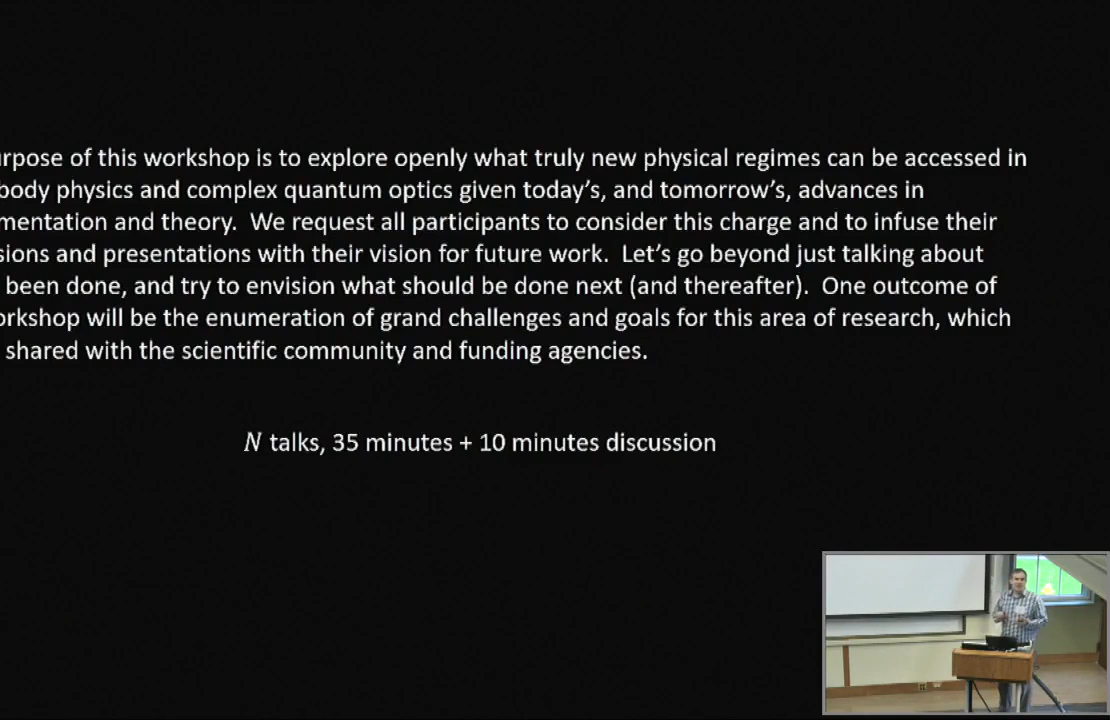 urpose of this workshop is to explore openly what truly new physical regimes can be accessed in
body physics and complex quantum optics given today's, and tomorrow's, advances in
mentation and theory.  We request all participants to consider this charge and to infuse their
sions and presentations with their vision for future work.  Let's go beyond just talking about
been done, and try to envision what should be done next (and thereafter).  One outcome of
orkshop will be the enumeration of grand challenges and goals for this area of research, which
shared with the scientific community and funding agencies.
N talks, 35 minutes + 10 minutes discussion